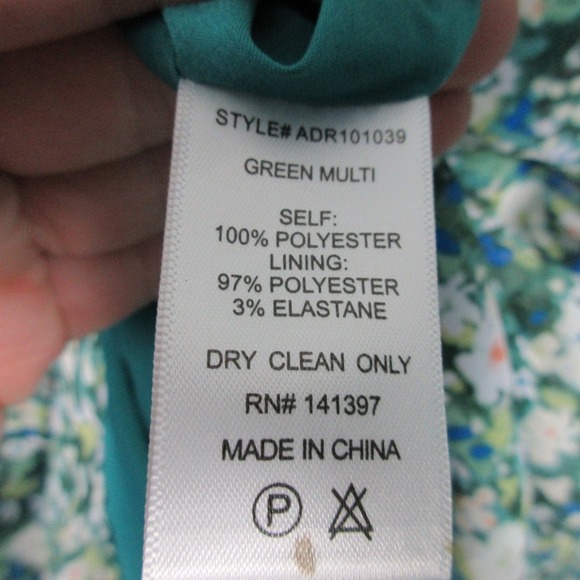 STYLE# ADR101039
GREEN MULTI
SELF:
100% POLYESTER
LINING:
97% POLYESTER
3% ELASTANE
DRY CLEAN ONLY
RN# 141397
MADE IN CHINA
P